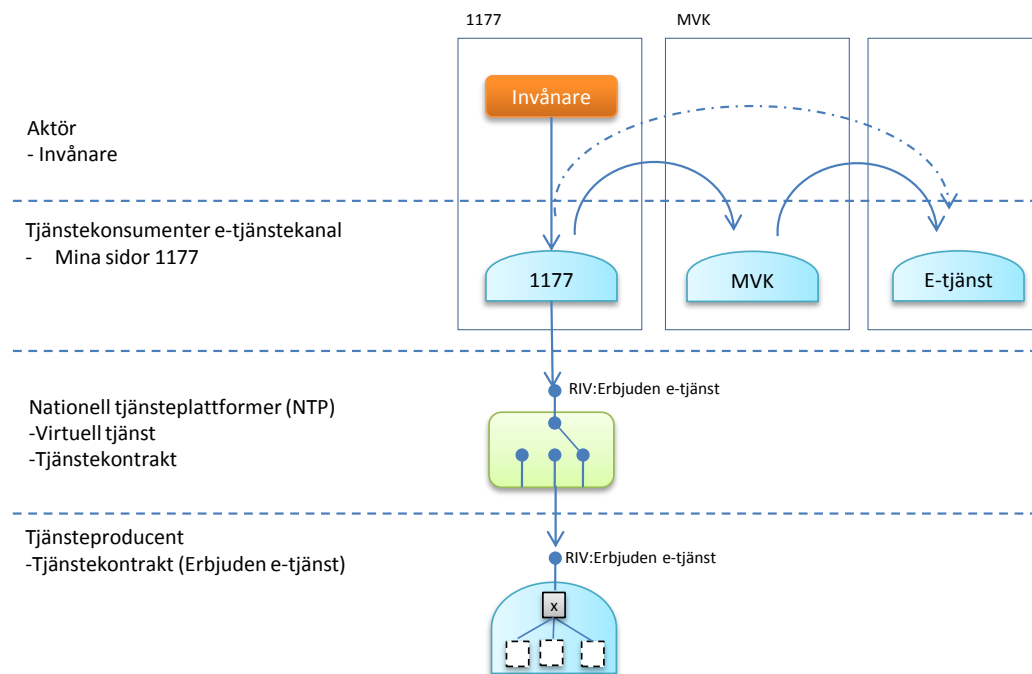 1177
MVK
Invånare
Aktör
- Invånare
Tjänstekonsumenter e-tjänstekanal
- Mina sidor 1177
1177
MVK
E-tjänst
RIV:Erbjuden e-tjänst
Nationell tjänsteplattformer (NTP)
-Virtuell tjänst
-Tjänstekontrakt
Tjänsteproducent
-Tjänstekontrakt (Erbjuden e-tjänst)
RIV:Erbjuden e-tjänst
x